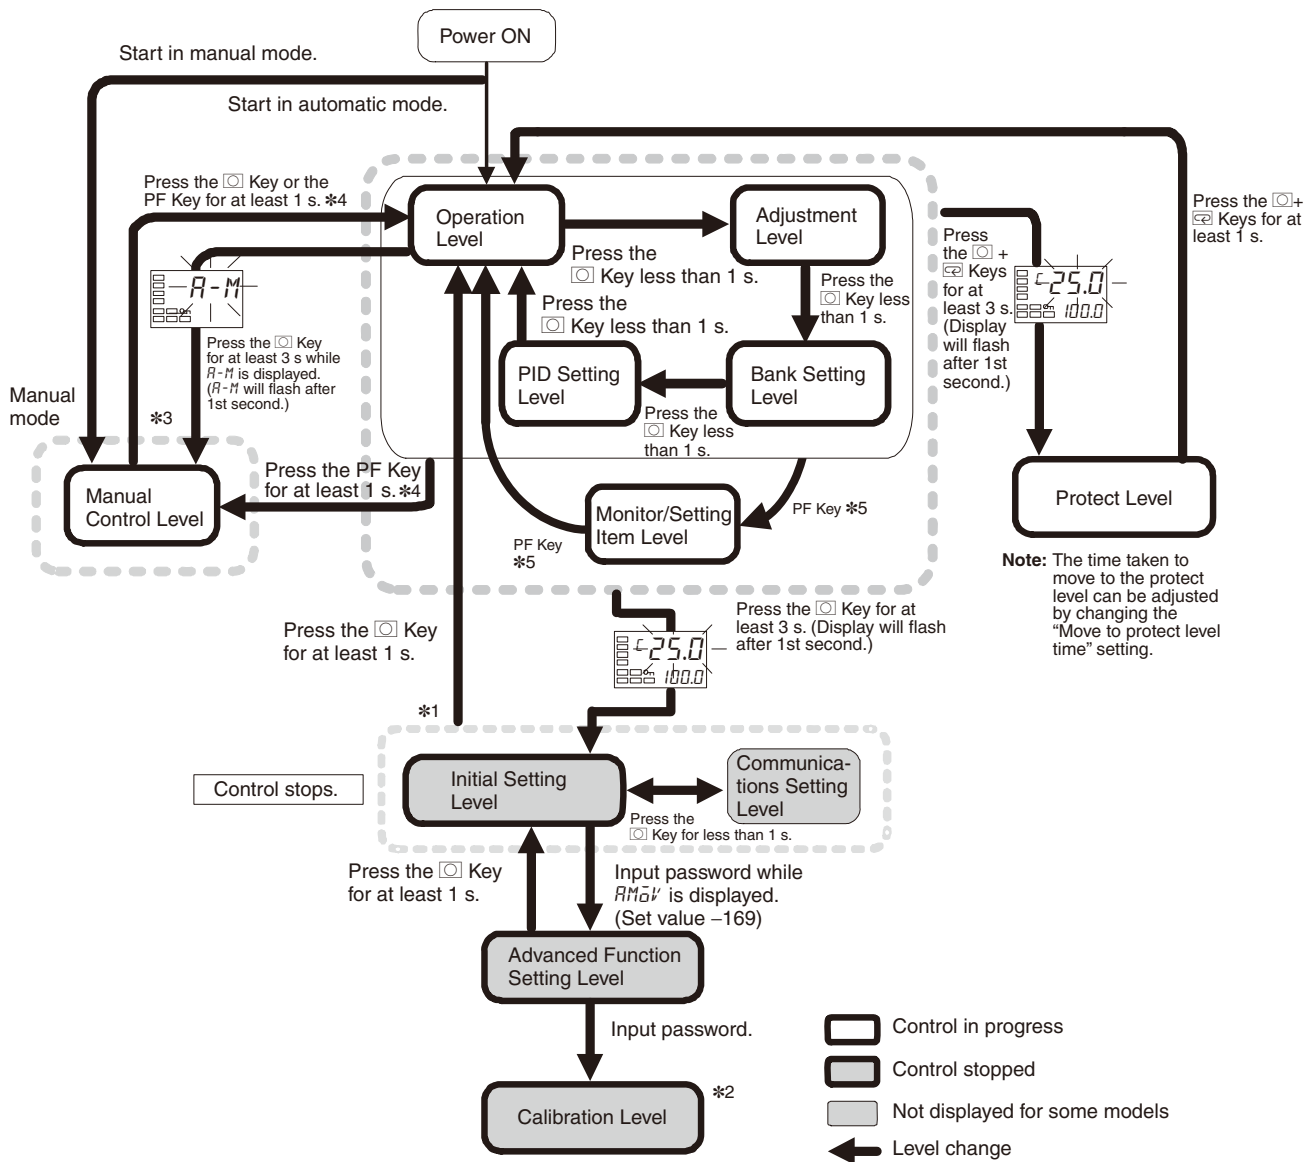 Power ON
Start in manual mode.
Start in automatic mode.
Press the Key or the
PF Key for at least 1 s. *4
Operation
Level
Adjustment
Level
Press the
Key less than 1 s.
Press the
Key less
than 1 s.
Press the
Key less than 1 s.
PID Setting
Level
Bank Setting
Level
Press the
Key less
than 1 s.
A-M
Press the Key
for at least 3 s while
A-M is displayed.
(A-M will flash after
1st second.)
Manual
mode
*3
Manual
Control Level
Press the PF Key
for at least 1 s. *4
Monitor/Setting
Item Level
PF Key *5
PF Key
*5
Press
the +
Keys
for at
least 3 s.
(Display
will flash
after 1st
second.)
C 25.0
100.0
Press the +
Keys for at
least 1 s.
Protect Level
Note: The time taken to
move to the protect
level can be adjusted
by changing the
“Move to protect level
time” setting.
Press the Key
for at least 1 s.
Press the Key for at
least 3 s. (Display will flash
after 1st second.)
C 25.0
100.0
*1
Control stops.
Initial Setting
Level
Communica-
tions Setting
Level
Press the
Key for less than 1 s.
Press the Key
for at least 1 s.
Input password while
AMoV is displayed.
(Set value –169)
Advanced Function
Setting Level
Input password.
Calibration Level
*2
Control in progress
Control stopped
Not displayed for some models
Level change